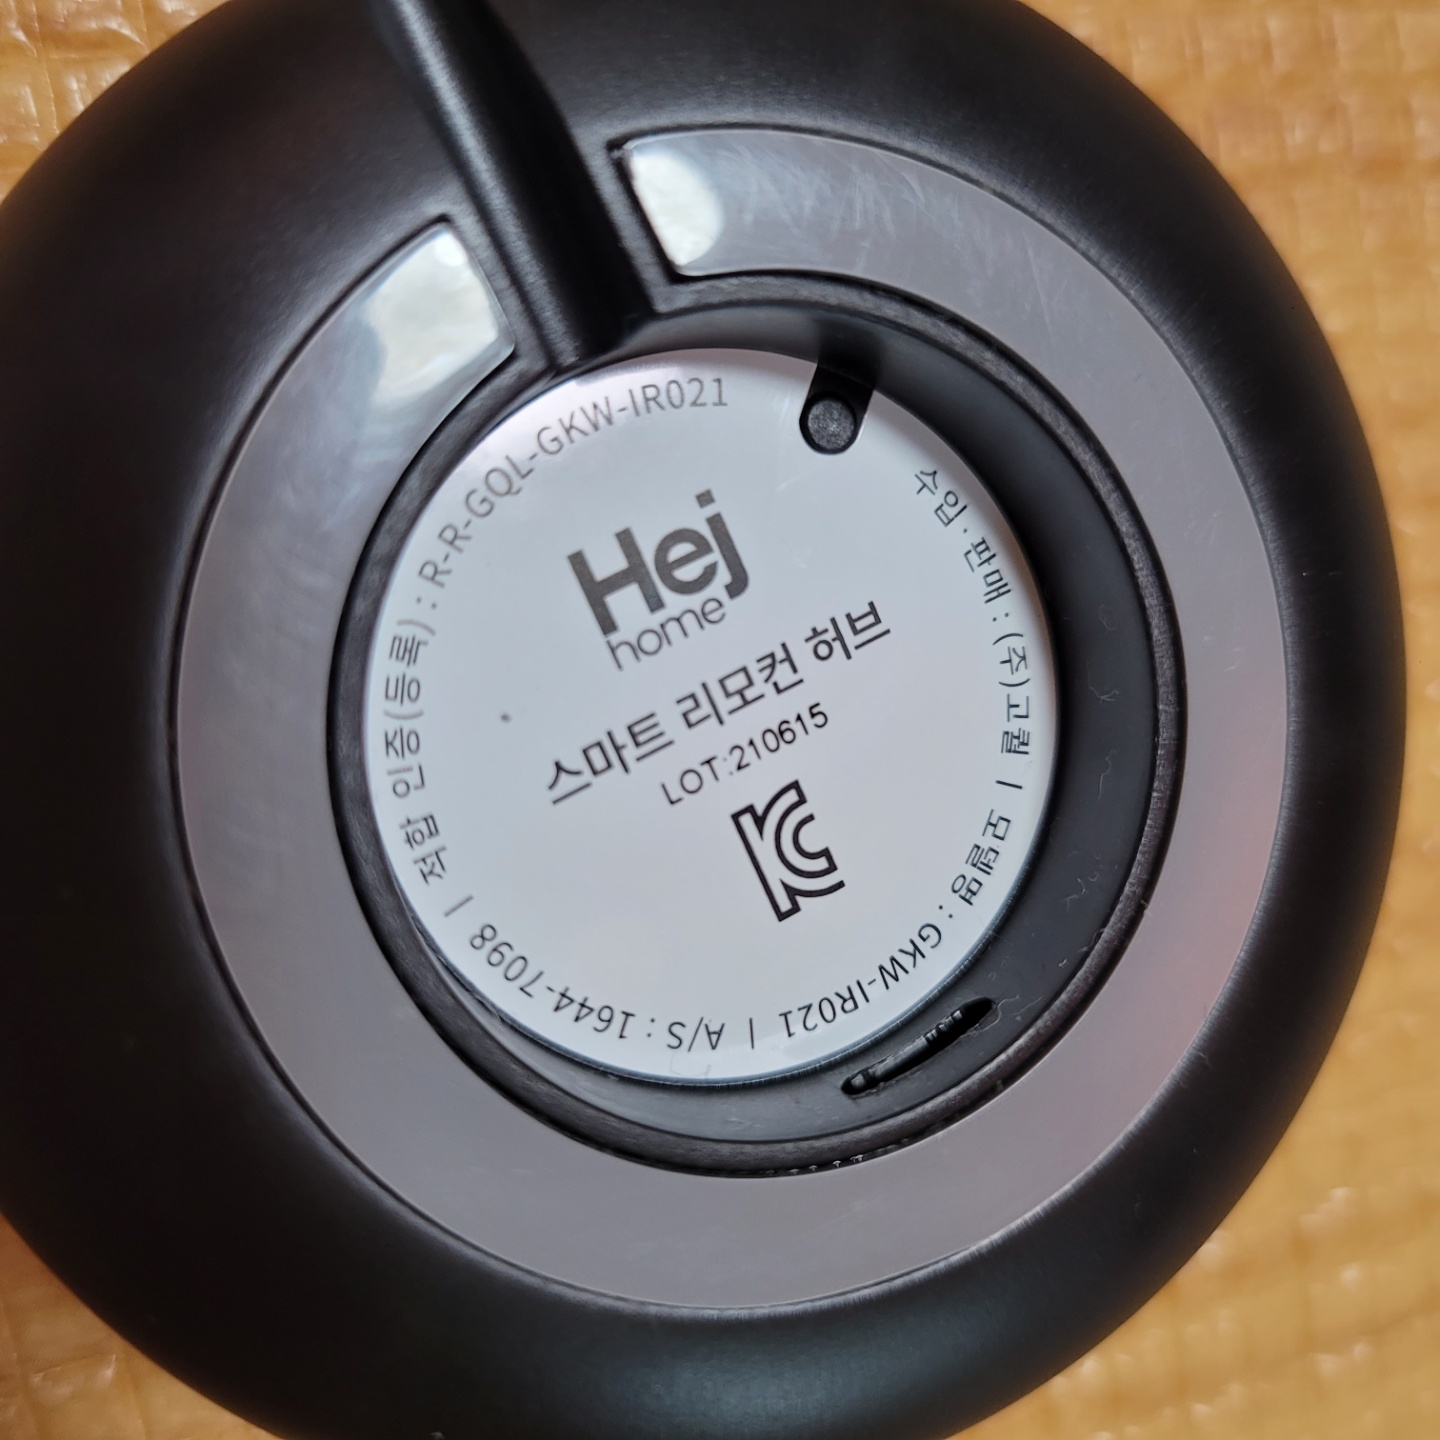 Hej
home
스마트 리모컨 허브
LOT:210615
수입·판매 : (주)고퀄 | 모델명 : GKW-IR021 | A/S : 1644-7098 | 적합 인증(등록) : R-R-GQL-GKW-IR021